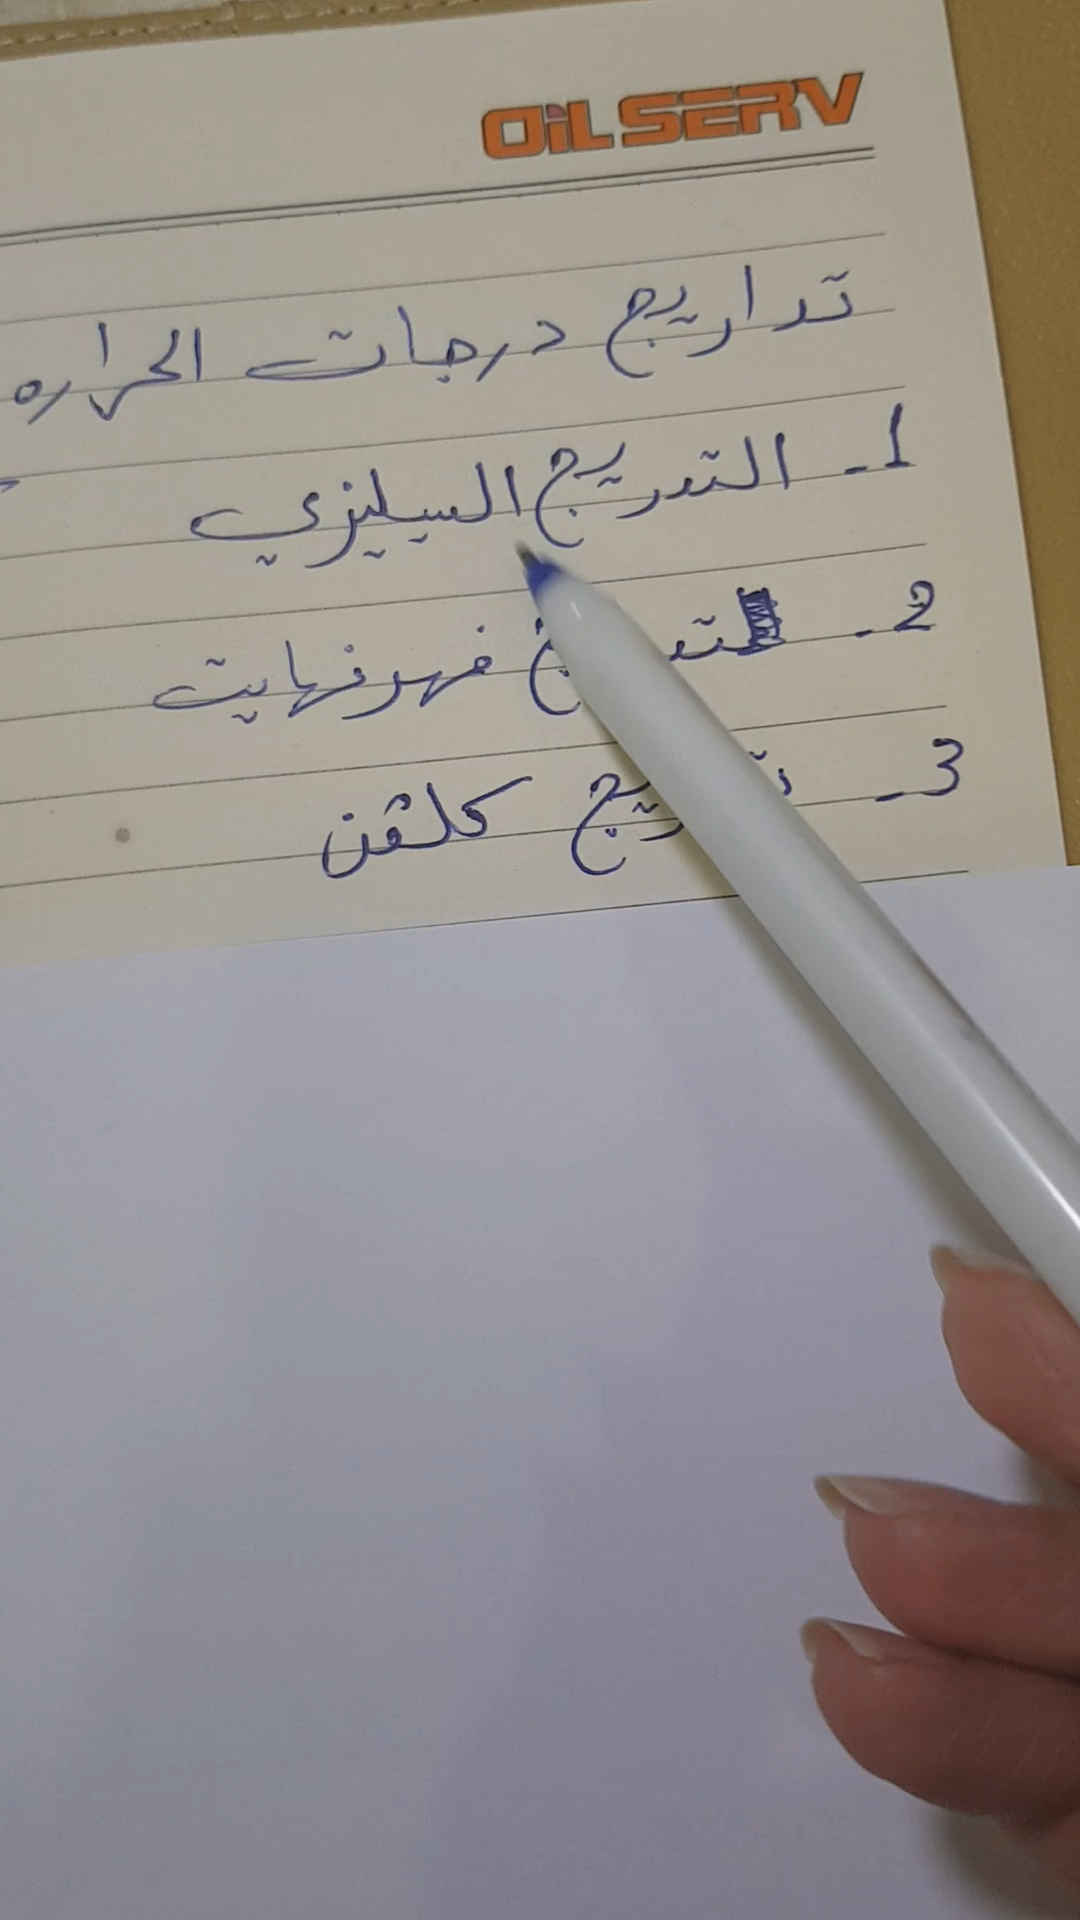 OILSERV
تداريج درجات الحراره
1- التدريج السيليزي
2- فهرنهايت
3- كلفن